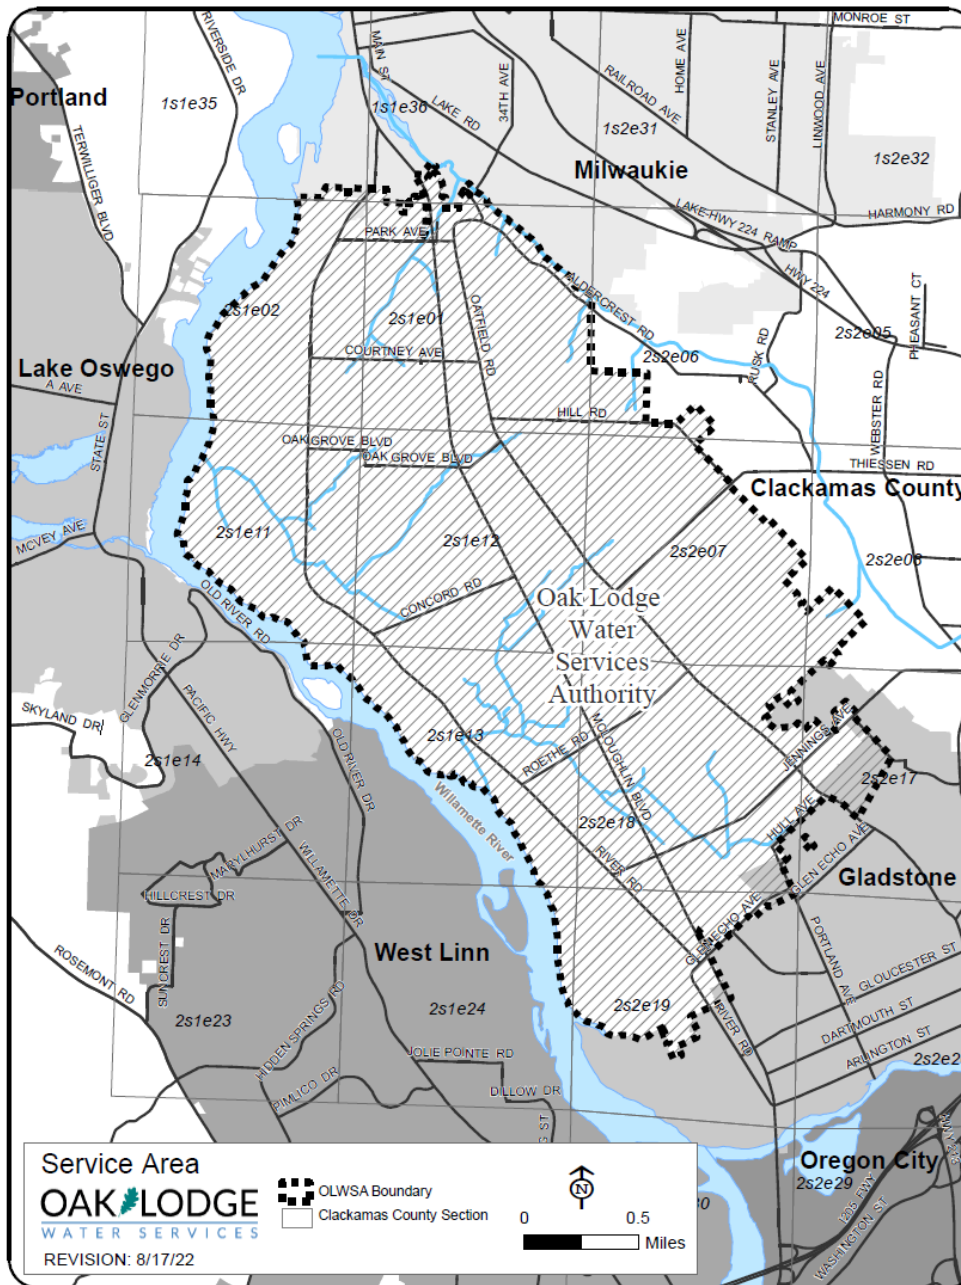 MONROE ST
RIVERSIDE DR
MAIN ST
34TH AVE
HOME AVE
RAILROAD AVE
STANLEY AVE
LINWOOD AVE
Portland
1s1e35
1s1e36
LAKE RD
1s2e31
1s2e32
TERWILLIGER BLVD
Milwaukie
LAKE-HWY 224 RAMP
HARMONY RD
PARK AVE
HWY 224
ALDERCREST RD
PHEASANT CT
2s1e02
2s1e01
OATFIELD RD
2s2e05
COURTNEY AVE
2s2e06
RUSK RD
Lake Oswego
A AVE
STATE ST
HILL RD
WEBSTER RD
OAK GROVE BLVD
OAK GROVE BLVD
THIESSEN RD
Clackamas County
MCVEY AVE
2s1e11
2s1e12
2s2e07
2s2e08
OLD RIVER RD
CONCORD RD
Oak Lodge
Water
Services
Authority
GLENMORRIE DR
PACIFIC HWY
SKYLAND DR
2s1e14
OLD RIVER DR
2s1e13
ROETHE RD
MCLOUGHLIN BLVD
JENNINGS AVE
2s2e17
Willamette River
2s2e18
HULL AVE
MARYLHURST DR
WILLAMETTE DR
RIVER RD
GLEN ECHO AVE
Gladstone
HILLCREST DR
SUNCREST DR
GLEN ECHO AVE
PORTLAND AVE
ROSEMONT RD
West Linn
GLOUCESTER ST
2s1e23
HIDDEN SPRINGS RD
2s1e24
2s2e19
RIVER RD
DARTMOUTH ST
ARLINGTON ST
JOLIE POINTE RD
2s2e2
PIMLICO DR
DILLOW DR
G ST
Oregon City
2s2e29
I205 FWY
WASHINGTON ST
30
Service Area
OAK LODGE
WATER SERVICES
REVISION: 8/17/22
OLWSA Boundary
Clackamas County Section
N
0 0.5
Miles